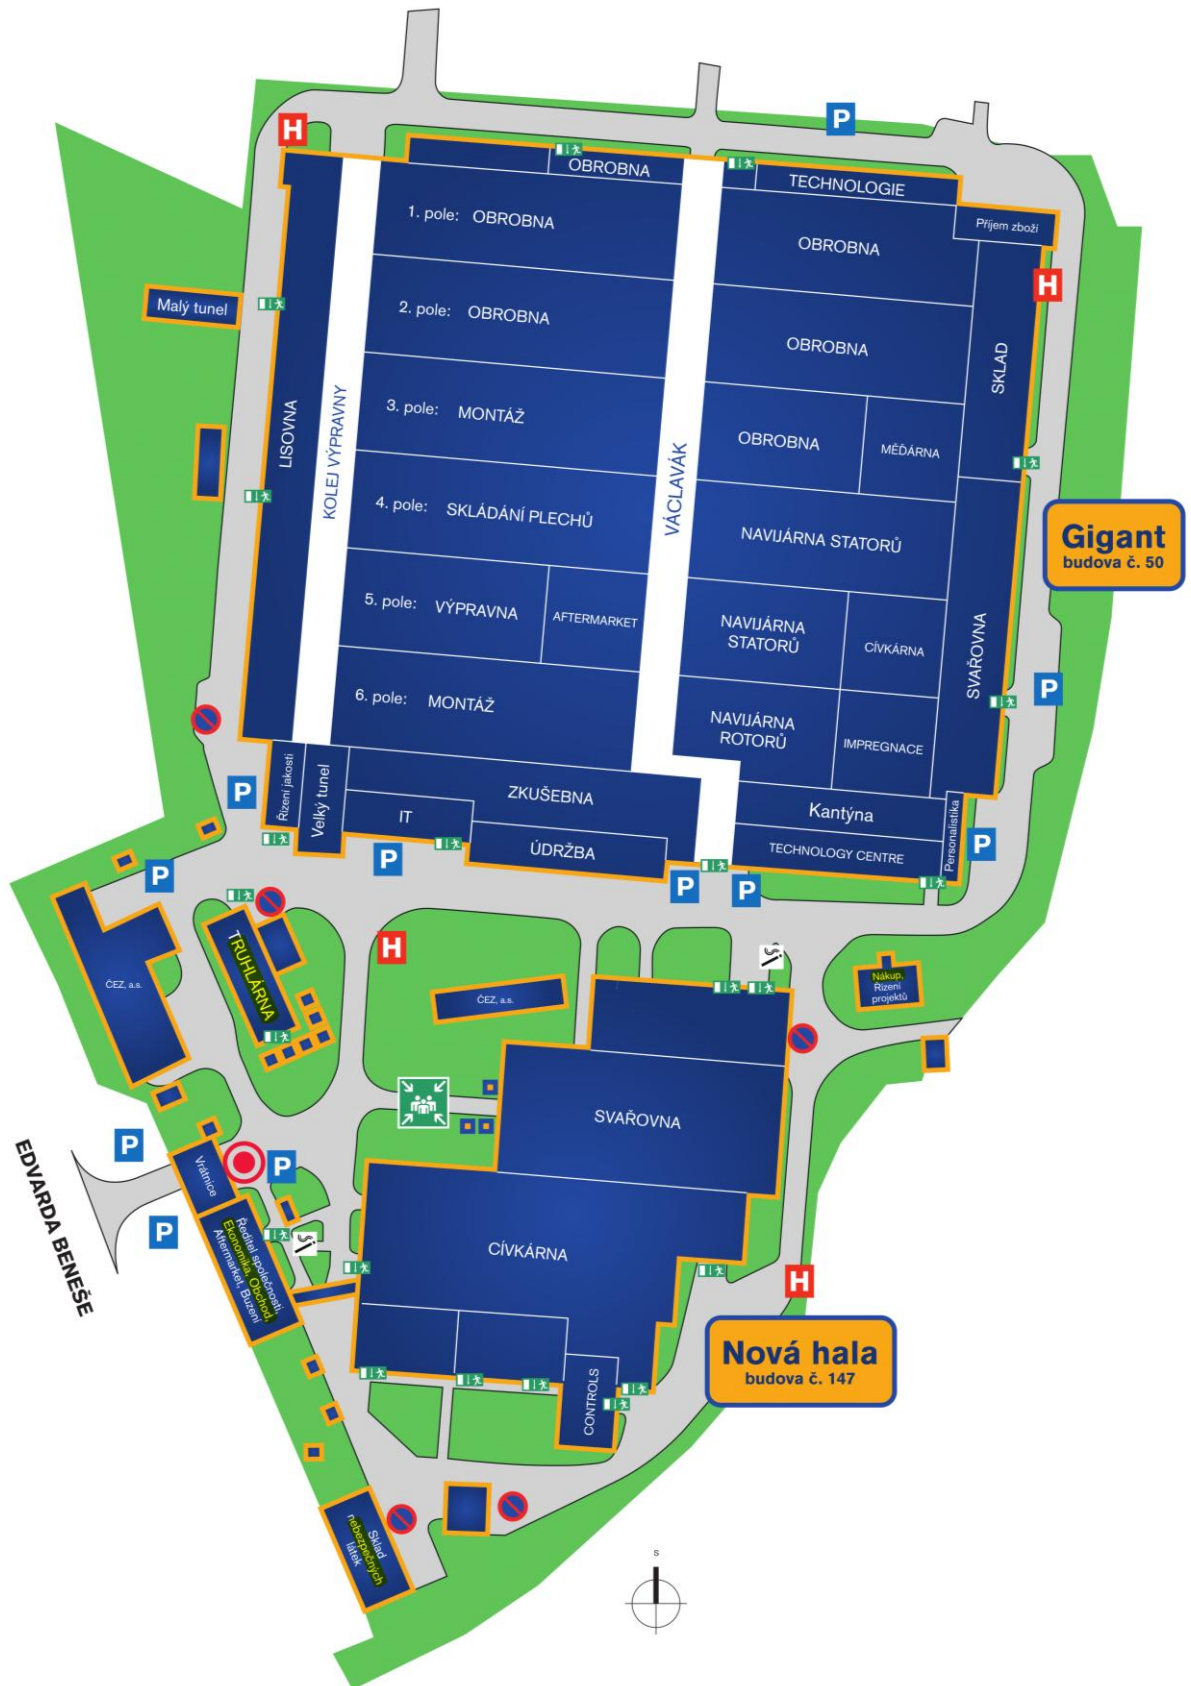 H
P
OBROBNA
TECHNOLOGIE
Příjem zboží
1. pole: OBROBNA
OBROBNA
H
Malý tunel
2. pole: OBROBNA
OBROBNA
SKLAD
LISOVNA
KOLEJ VÝPRAVNY
3. pole: MONTÁŽ
VÁCLAVÁK
OBROBNA
MĚĎÁRNA
4. pole: SKLÁDÁNÍ PLECHŮ
NAVIJÁRNA STATORŮ
Gigant
budova č. 50
5. pole: VÝPRAVNA
AFTERMARKET
NAVIJÁRNA
STATORŮ
CÍVKÁRNA
SVAŘOVNA
6. pole: MONTÁŽ
NAVIJÁRNA
ROTORŮ
IMPREGNACE
P
P
Řízení jakosti
Velký tunel
ZKUŠEBNA
IT
ÚDRŽBA
Kantýna
TECHNOLOGY CENTRE
Personalistika
P
P
P
P
P
ČEZ, a.s.
TRUHLÁRNA
H
ČEZ, a.s.
Nákup,
Řízení
projektů
SVAŘOVNA
P
Vrátnice
P
P
EDVARDA BENEŠE
Ředitel společnosti,
Ekonomika, Obchod,
Aftermarket, Buzení
CÍVKÁRNA
H
Nová hala
budova č. 147
CONTROLS
Sklad
nebezpečných
látek
S